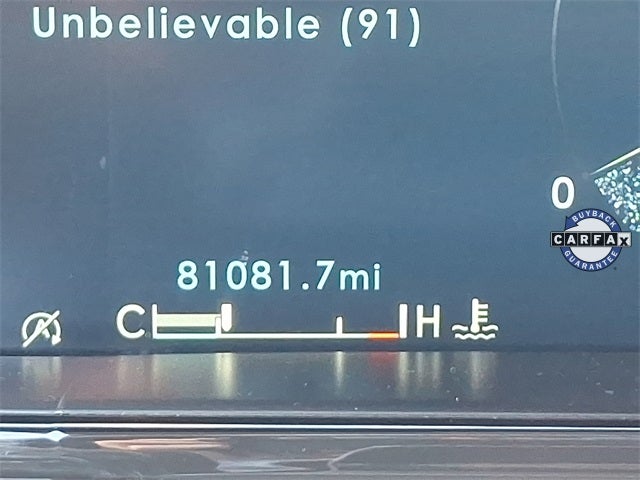 Unbelievable (91)
0
BUYBACK
CARFAX
GUARANTEE
81081.7mi
C H